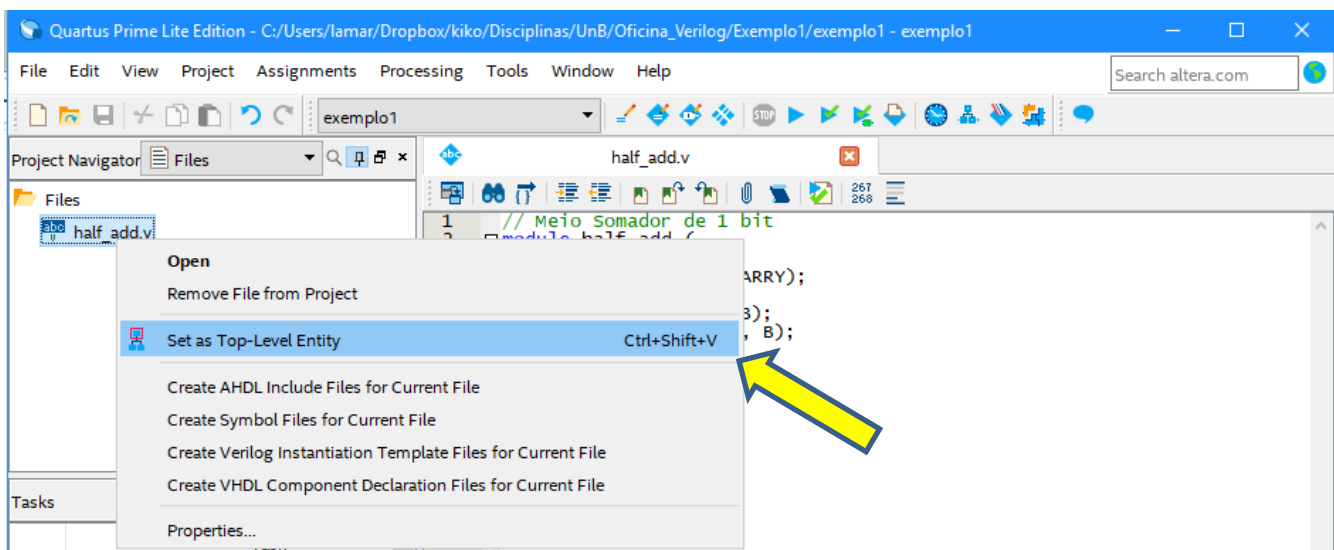 Quartus Prime Lite Edition - C:/Users/lamar/Dropbox/kiko/Disciplinas/UnB/Oficina_Verilog/Exemplo1/exemplo1 - exemplo1
File Edit View Project Assignments Processing Tools Window Help
Search altera.com
exemplo1
STOP
Project Navigator Files
abc half_add.v
267
268
Files
abc half_add.v
1 // Meio Somador de 1 bit
2 module half_add (
ARRY);
B);
, B);
Open
Remove File from Project
Set as Top-Level Entity Ctrl+Shift+V
Create AHDL Include Files for Current File
Create Symbol Files for Current File
Create Verilog Instantiation Template Files for Current File
Create VHDL Component Declaration Files for Current File
Properties...
Tasks